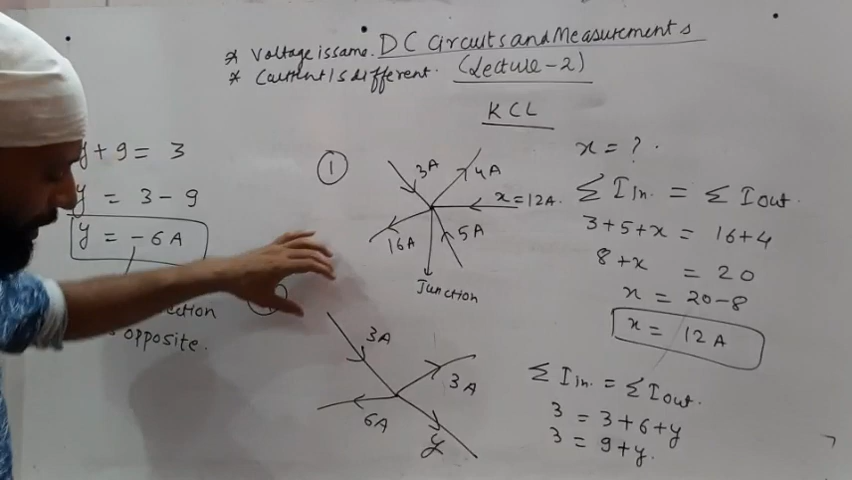 * Voltage is same. DC Circuits and Measurements
* Current is different. (Lecture-2)
KCL
y + 9 = 3
y = 3 - 9
y = -6A
opposite.
1
3A
4A
x=12A.
5A
16A
Junction
3A
3A
6A
y
x = ?.
∑ I in. = ∑ I out.
3+5+x = 16+4
8+x = 20
x = 20-8
x = 12A
∑ I in. = ∑ I out.
3 = 3+6+y
3 = 9+y.